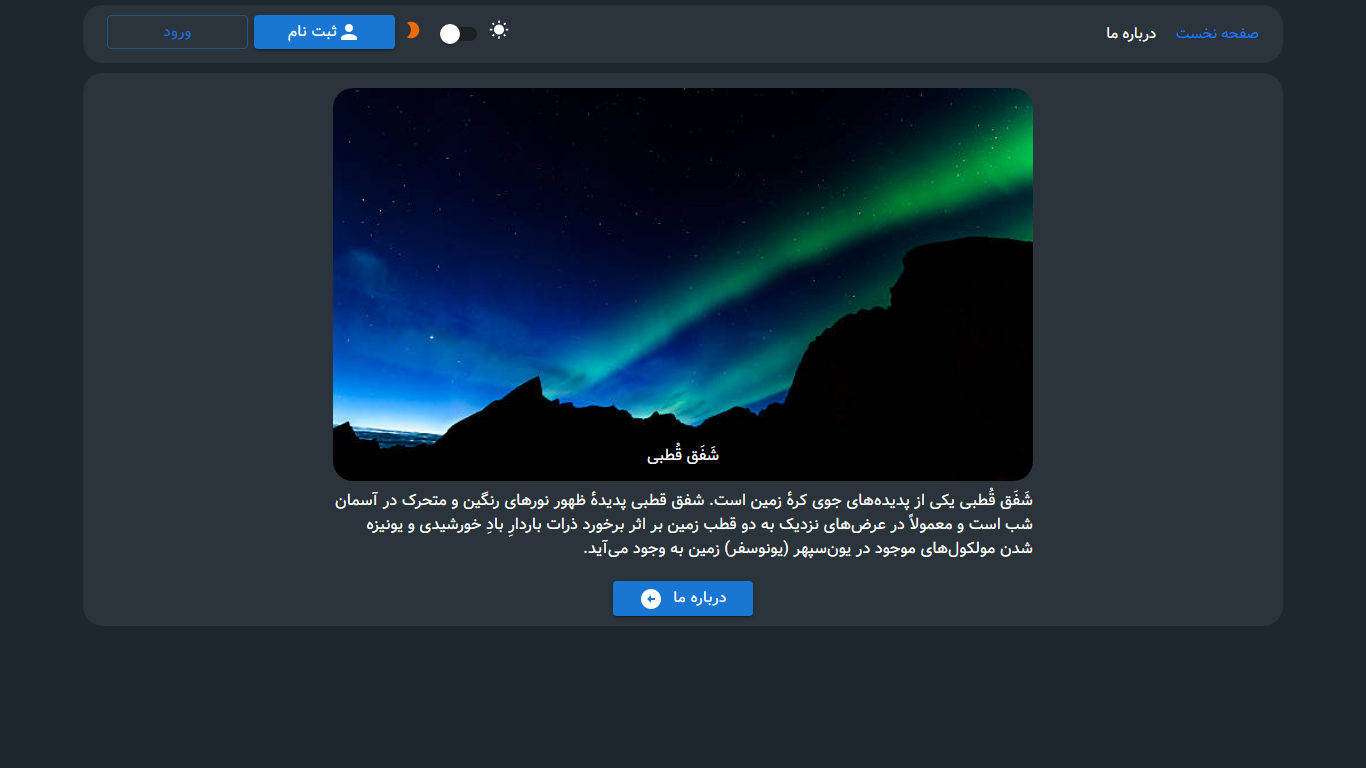 صفحه نخست
درباره ما
ثبت نام
ورود
شَفَق قُطبی
شَفَق قُطبی یکی از پدیده‌های جوی کرهٔ زمین است. شفق قطبی پدیدهٔ ظهور نورهای رنگین و متحرک در آسمان
شب است و معمولاً در عرض‌های نزدیک به دو قطب زمین بر اثر برخورد ذرات باردارِ بادِ خورشیدی و یونیزه
شدن مولکول‌های موجود در یون‌سپهر (یونوسفر) زمین به وجود می‌آید.
درباره ما